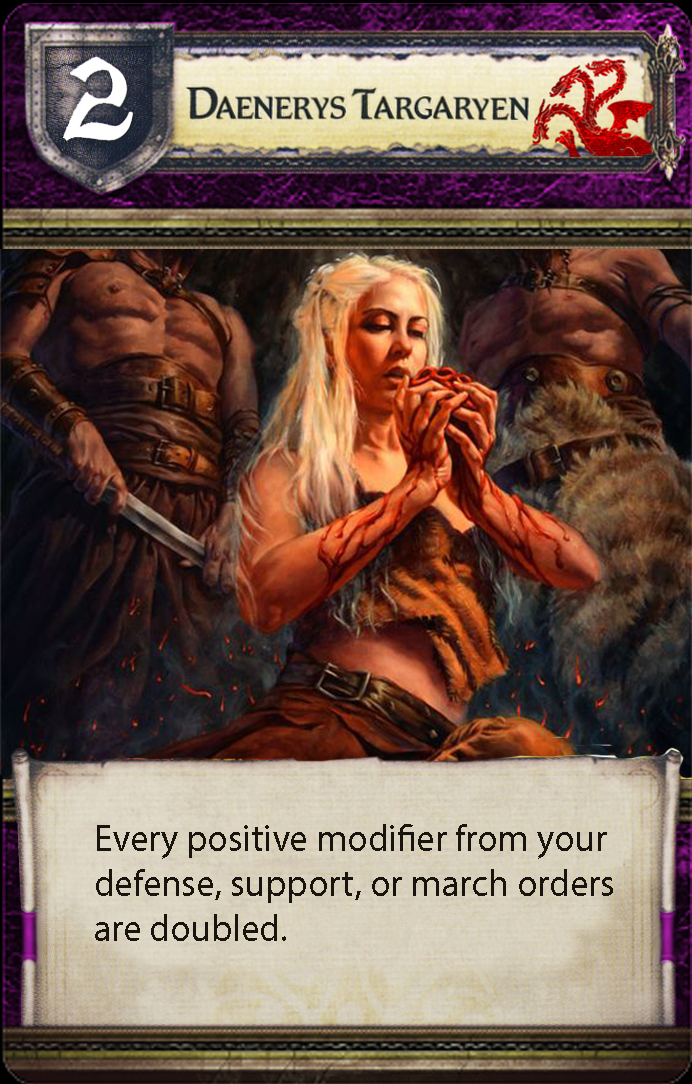 2
Daenerys Targaryen
Every positive modifier from your
defense, support, or march orders
are doubled.